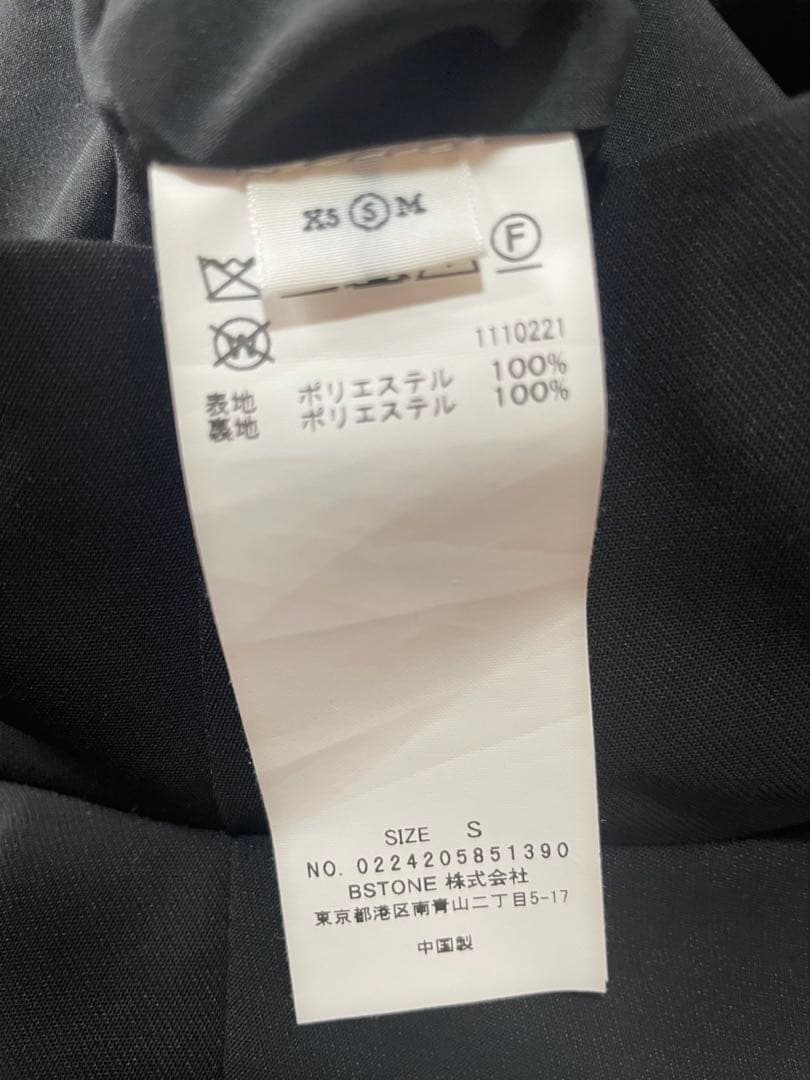 XS S M
F
W
1110221
表地 ポリエステル 100%
裏地 ポリエステル 100%
SIZE S
NO. 0224205851390
BSTONE 株式会社
東京都港区南青山二丁目5-17
中国製